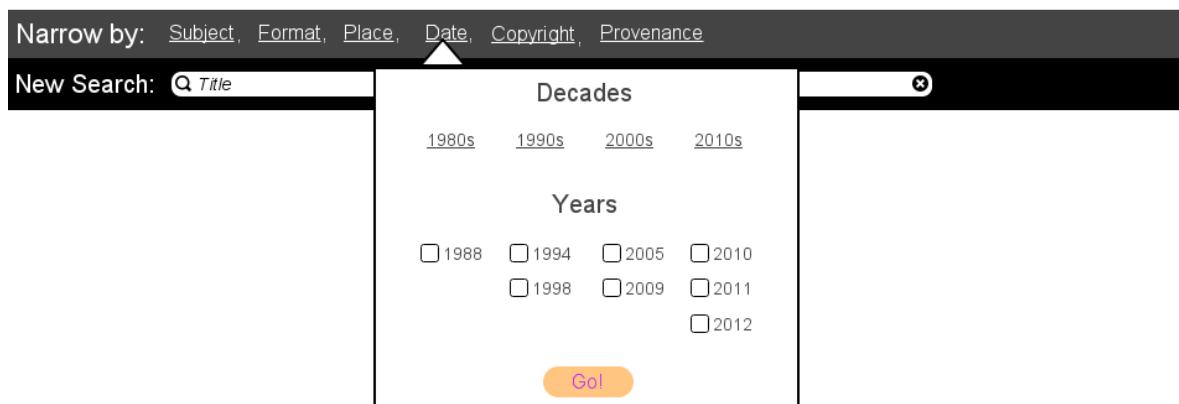 Narrow by: Subject, Format, Place, Date, Copyright, Provenance
New Search: Title
Decades
1980s 1990s 2000s 2010s
Years
1988 1994 2005 2010
1998 2009 2011
2012
Go!